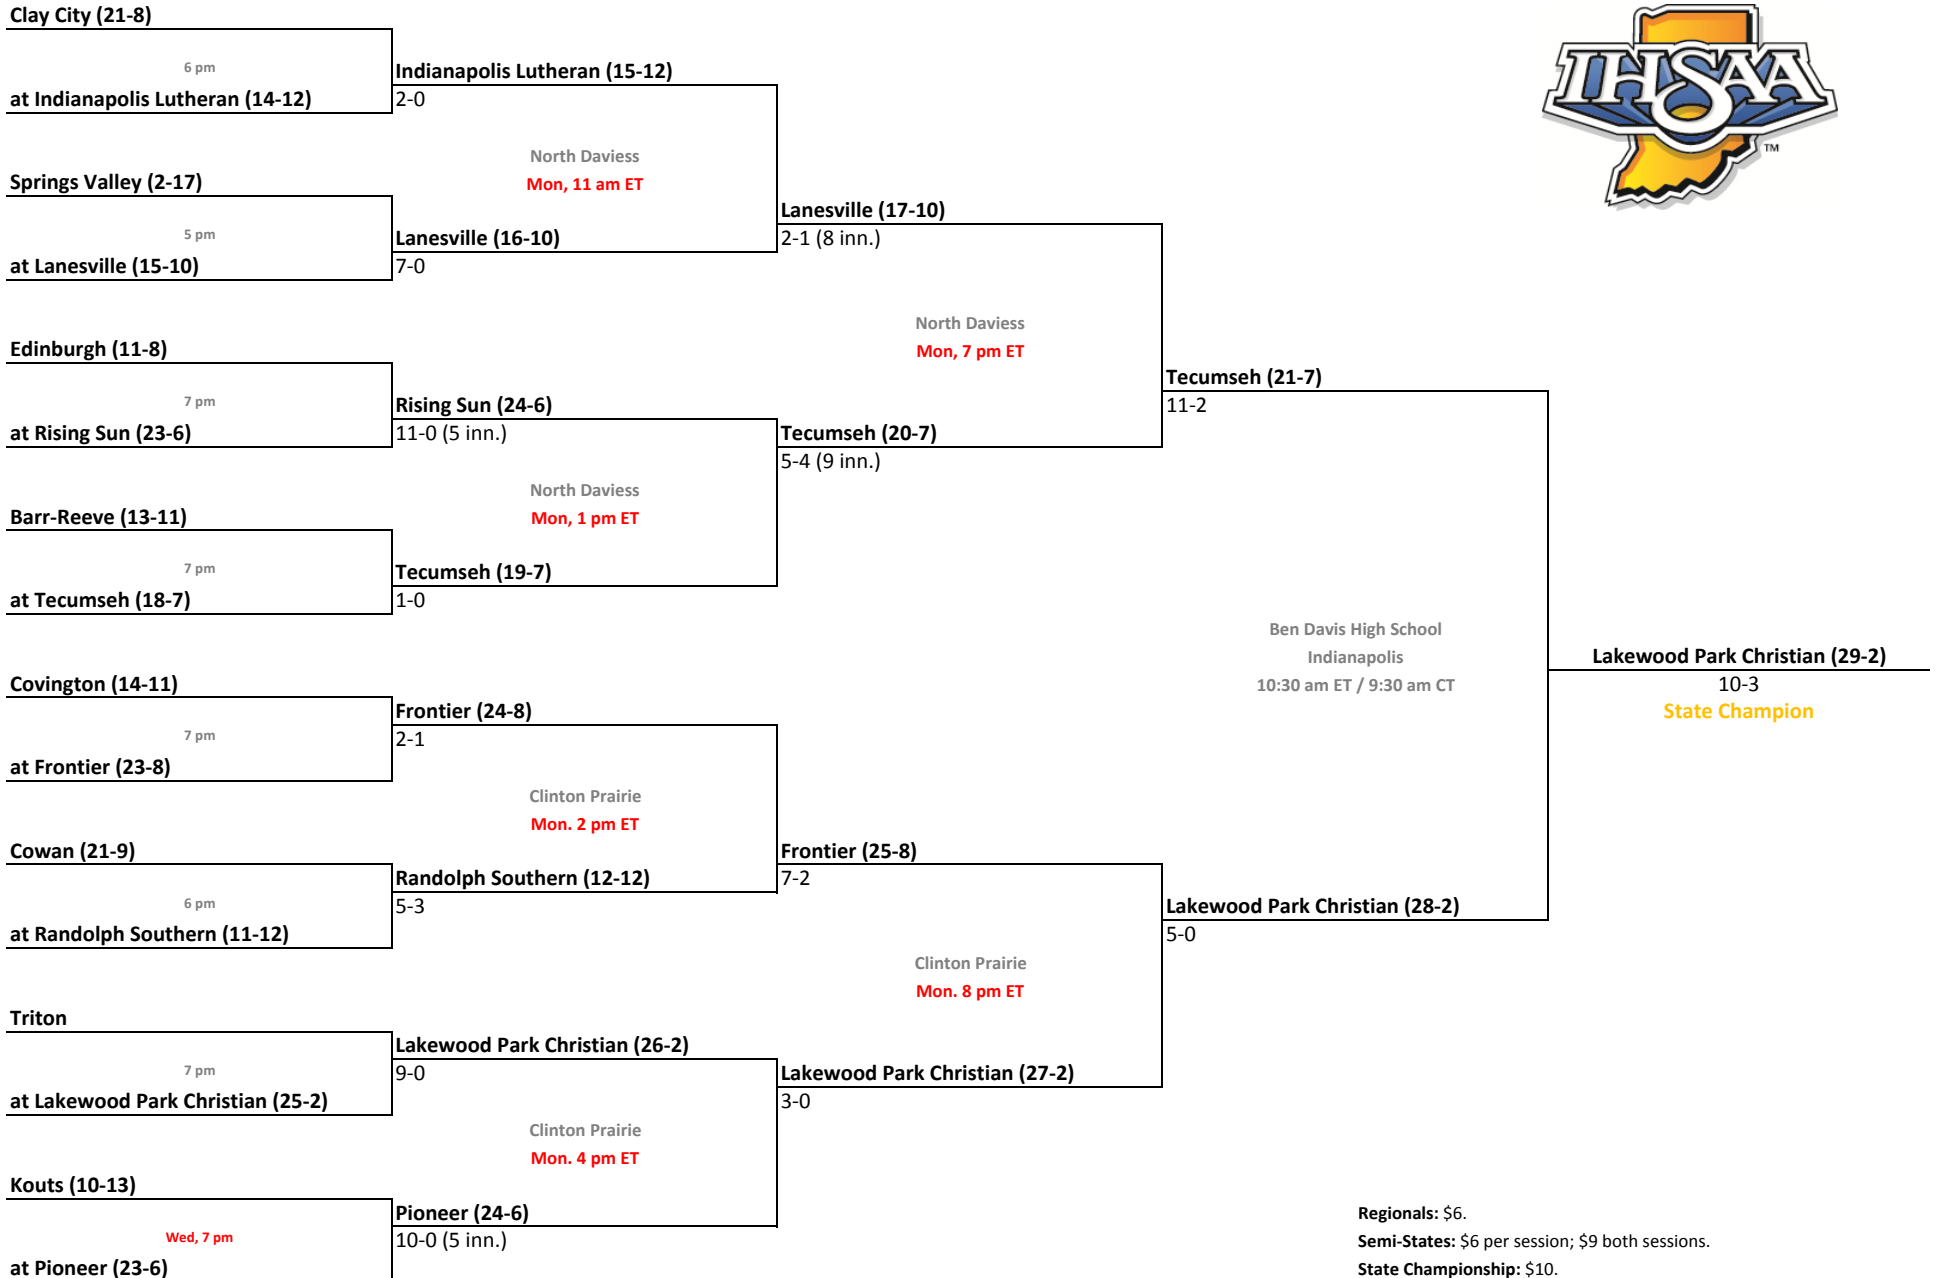 Clay City (21-8)
6 pm
at Indianapolis Lutheran (14-12)
Springs Valley (2-17)
5 pm
at Lanesville (15-10)
Edinburgh (11-8)
7 pm
at Rising Sun (23-6)
Barr-Reeve (13-11)
7 pm
at Tecumseh (18-7)
Covington (14-11)
7 pm
at Frontier (23-8)
Cowan (21-9)
6 pm
at Randolph Southern (11-12)
Triton
7 pm
at Lakewood Park Christian (25-2)
Kouts (10-13)
Wed, 7 pm
at Pioneer (23-6)
Indianapolis Lutheran (15-12)
2-0
North Daviess
Mon, 11 am ET
Lanesville (16-10)
7-0
Rising Sun (24-6)
11-0 (5 inn.)
North Daviess
Mon, 1 pm ET
Tecumseh (19-7)
1-0
Frontier (24-8)
2-1
Clinton Prairie
Mon. 2 pm ET
Randolph Southern (12-12)
5-3
Lakewood Park Christian (26-2)
9-0
Clinton Prairie
Mon. 4 pm ET
Pioneer (24-6)
10-0 (5 inn.)
Lanesville (17-10)
2-1 (8 inn.)
North Daviess
Mon, 7 pm ET
Tecumseh (20-7)
5-4 (9 inn.)
Frontier (25-8)
7-2
Clinton Prairie
Mon. 8 pm ET
Lakewood Park Christian (27-2)
3-0
Tecumseh (21-7)
11-2
Ben Davis High School
Indianapolis
10:30 am ET / 9:30 am CT
Lakewood Park Christian (28-2)
5-0
IHSAA
TM
Lakewood Park Christian (29-2)
10-3
State Champion
Regionals: $6.
Semi-States: $6 per session; $9 both sessions.
State Championship: $10.